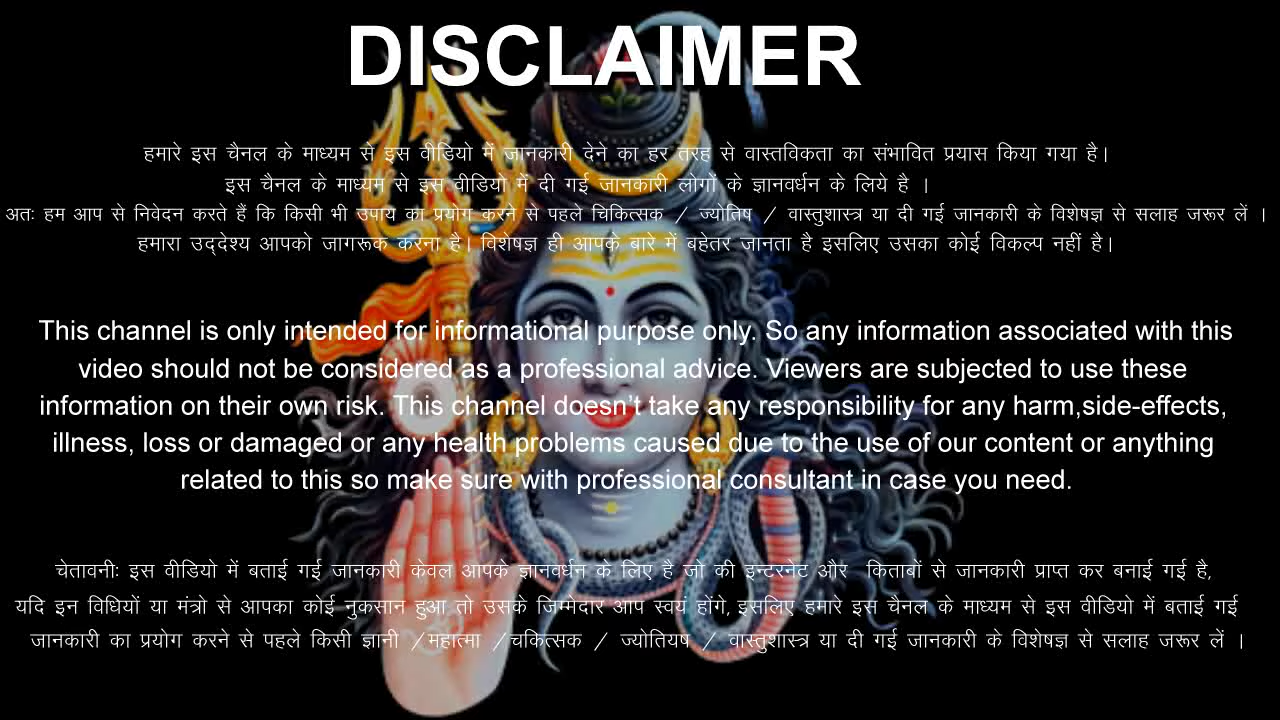 DISCLAIMER
हमारे इस चैनल के माध्यम से इस वीडियो में जानकारी देने का हर तरह से वास्तविकता का संभावित प्रयास किया गया है।
इस चैनल के माध्यम से इस वीडियो में दी गई जानकारी लोगों के ज्ञानवर्धन के लिये है ।
अतः हम आप से निवेदन करते हैं कि किसी भी उपाय का प्रयोग करने से पहले चिकित्सक / ज्योतिष / वास्तुशास्त्र या दी गई जानकारी के विशेषज्ञ से सलाह जरूर लें ।
हमारा उद्देश्य आपको जागरूक करना है। विशेषज्ञ ही आपके बारे में बहेतर जानता है इसलिए उसका कोई विकल्प नहीं है।
This channel is only intended for informational purpose only. So any information associated with this
video should not be considered as a professional advice. Viewers are subjected to use these
information on their own risk. This channel doesn't take any responsibility for any harm,side-effects,
illness, loss or damaged or any health problems caused due to the use of our content or anything
related to this so make sure with professional consultant in case you need.
चेतावनीः इस वीडियो में बताई गई जानकारी केवल आपके ज्ञानवर्धन के लिए है जो की इन्टरनेट और किताबों से जानकारी प्राप्त कर बनाई गई है,
यदि इन विधियों या मंत्रो से आपका कोई नुकसान हुआ तो उसके जिम्मेदार आप स्वयं होंगे, इसलिए हमारे इस चैनल के माध्यम से इस वीडियो में बताई गई
जानकारी का प्रयोग करने से पहले किसी ज्ञानी /महात्मा /चकित्सक / ज्योतियष / वास्तुशास्त्र या दी गई जानकारी के विशेषज्ञ से सलाह जरूर लें ।